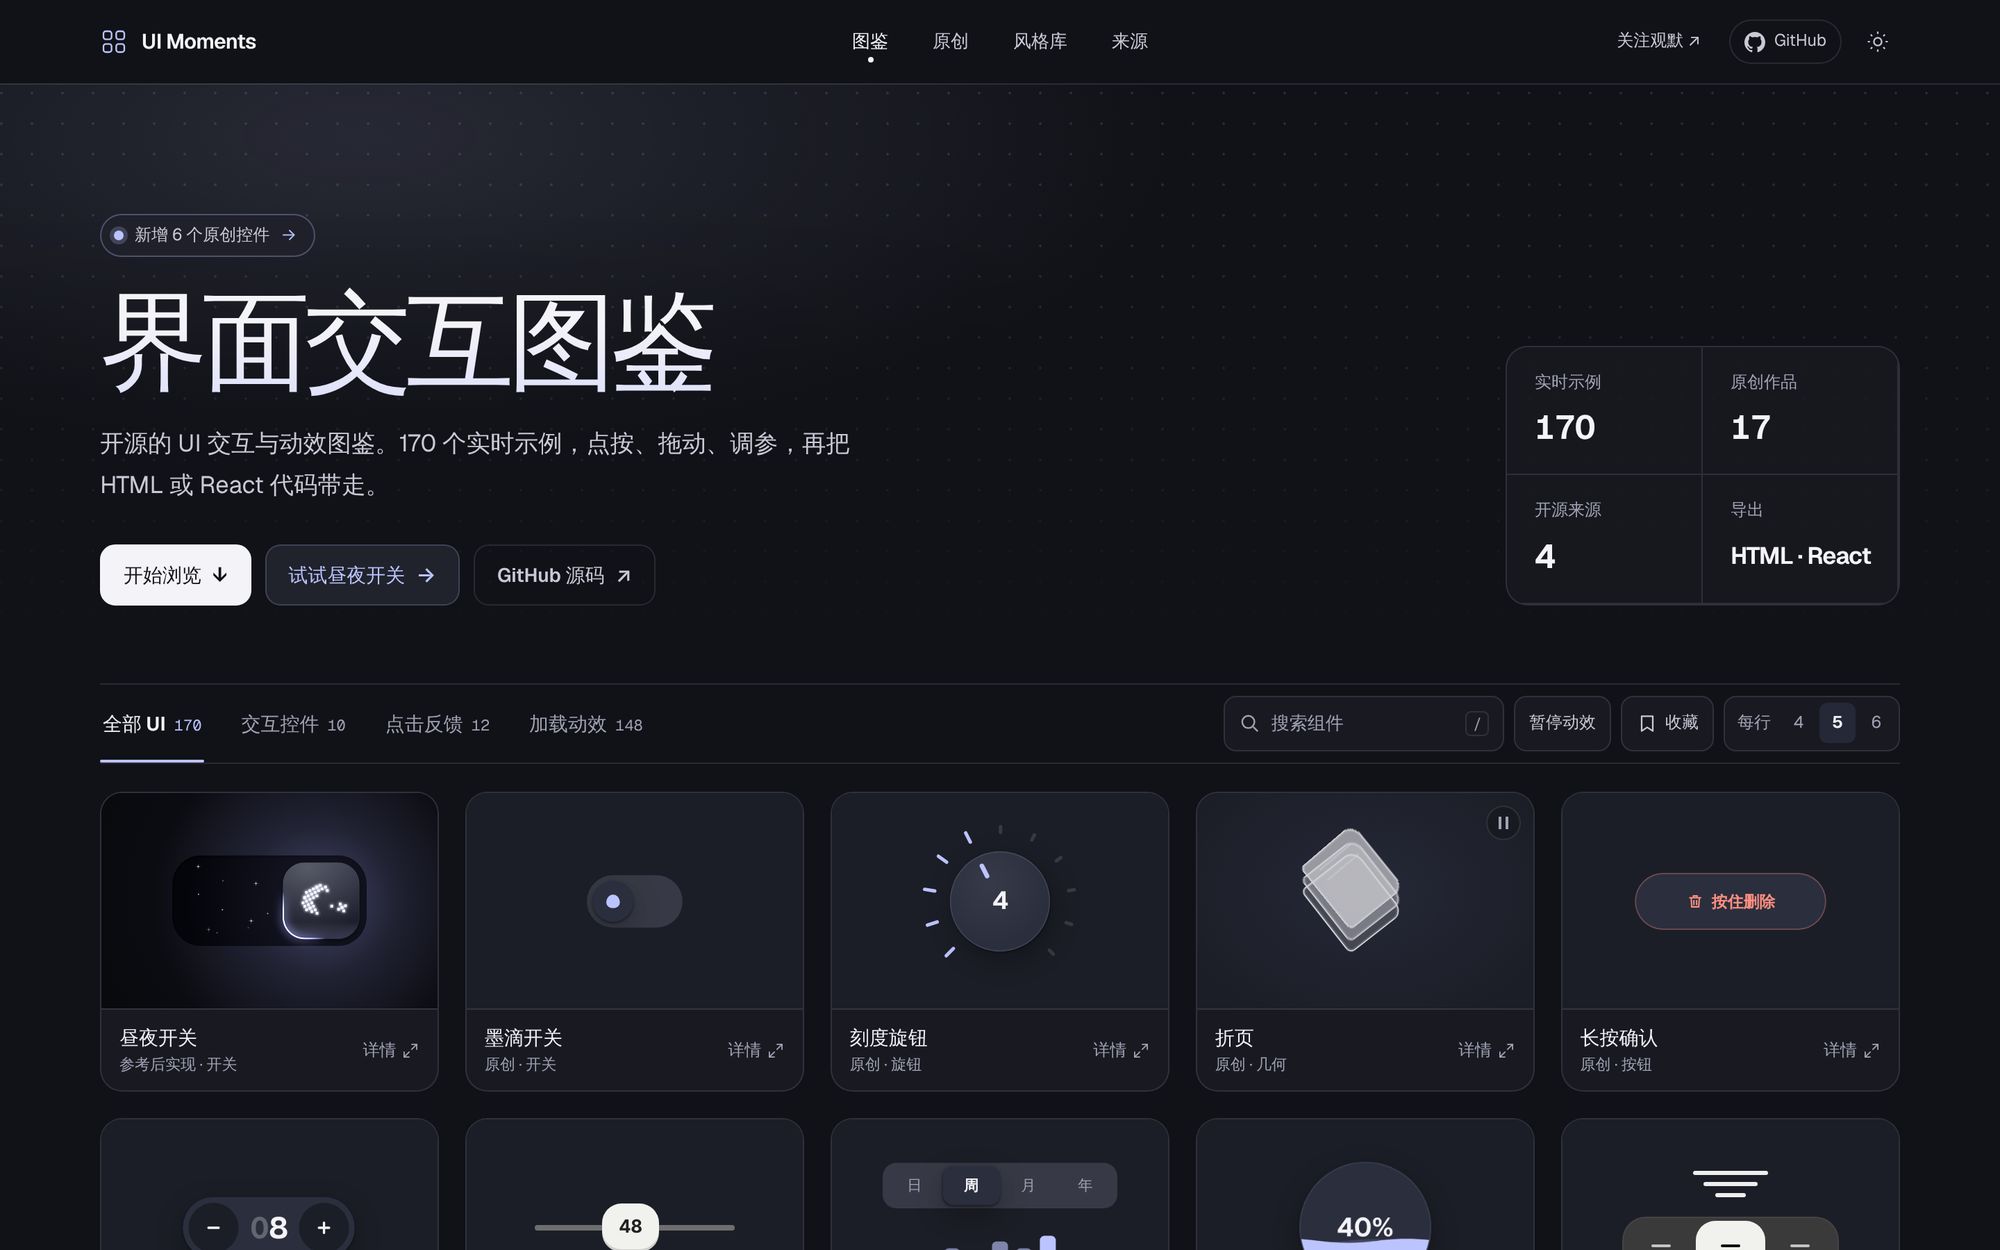 UI Moments
图鉴
原创
风格库
来源
关注观默
GitHub
新增 6 个原创控件
界面交互图鉴
开源的 UI 交互与动效图鉴。170 个实时示例，点按、拖动、调参，再把
HTML 或 React 代码带走。
开始浏览
试试昼夜开关
GitHub 源码
实时示例
170
原创作品
17
开源来源
4
导出
HTML · React
全部 UI 170
交互控件 10
点击反馈 12
加载动效 148
搜索组件 /
暂停动效
收藏
每行 4 5 6
4
按住删除
昼夜开关
参考后实现 · 开关
详情
墨滴开关
原创 · 开关
详情
刻度旋钮
原创 · 旋钮
详情
折页
原创 · 几何
详情
长按确认
原创 · 按钮
详情
− 08 +
48
日 周 月 年
40%